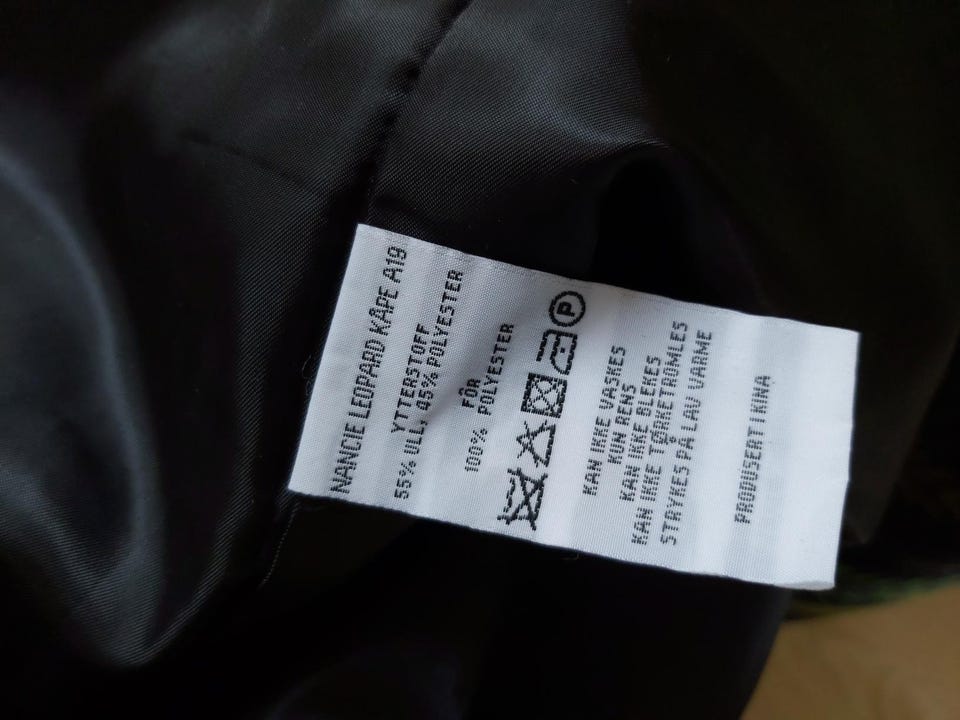 NANCIE LEOPARD KÅPE A19
YTTERSTOFF
55% ULL, 45% POLYESTER
FÔR
100% POLYESTER
P
KAN IKKE VASKES
KUN RENS
KAN IKKE BLEKES
KAN IKKE TØRKETROMLES
STRYKES PÅ LAV VARME
PRODUSERT I KINA